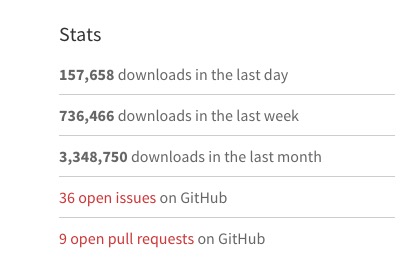 Stats
157,658 downloads in the last day
736,466 downloads in the last week
3,348,750 downloads in the last month
36 open issues on GitHub
9 open pull requests on GitHub